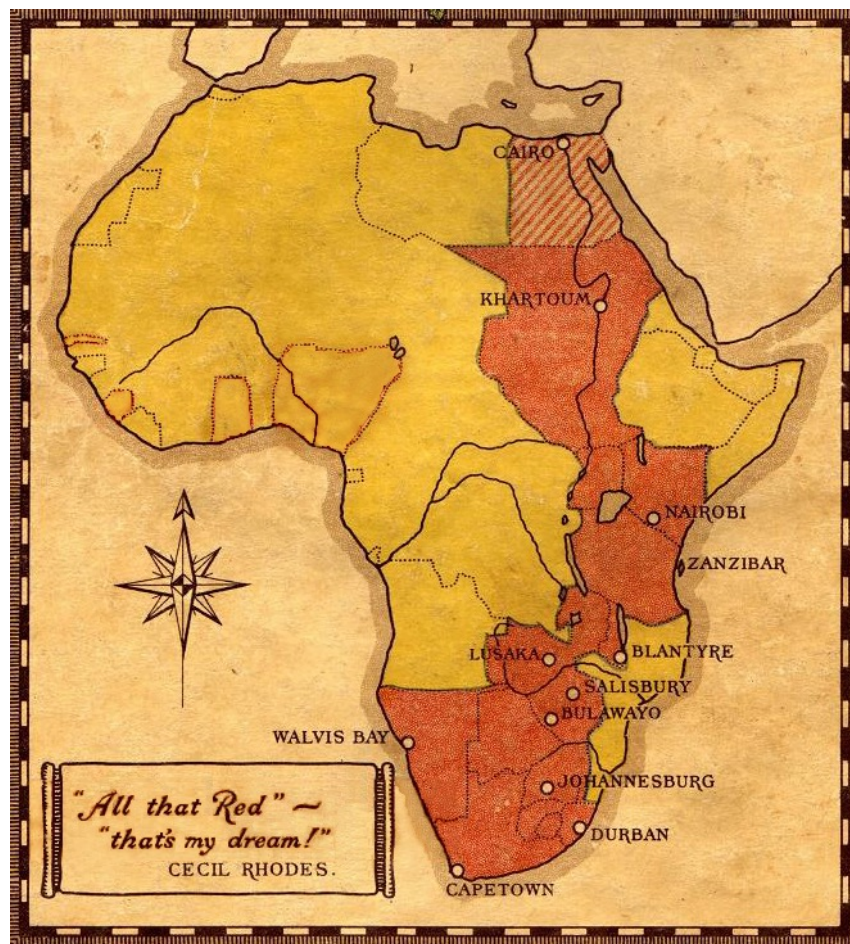 CAIRO
KHARTOUM
NAIROBI
ZANZIBAR
LUSAKA
BLANTYRE
SALISBURY
BULAWAYO
WALVIS BAY
JOHANNESBURG
DURBAN
CAPETOWN
"All that Red" ~
"that's my dream!"
CECIL RHODES.